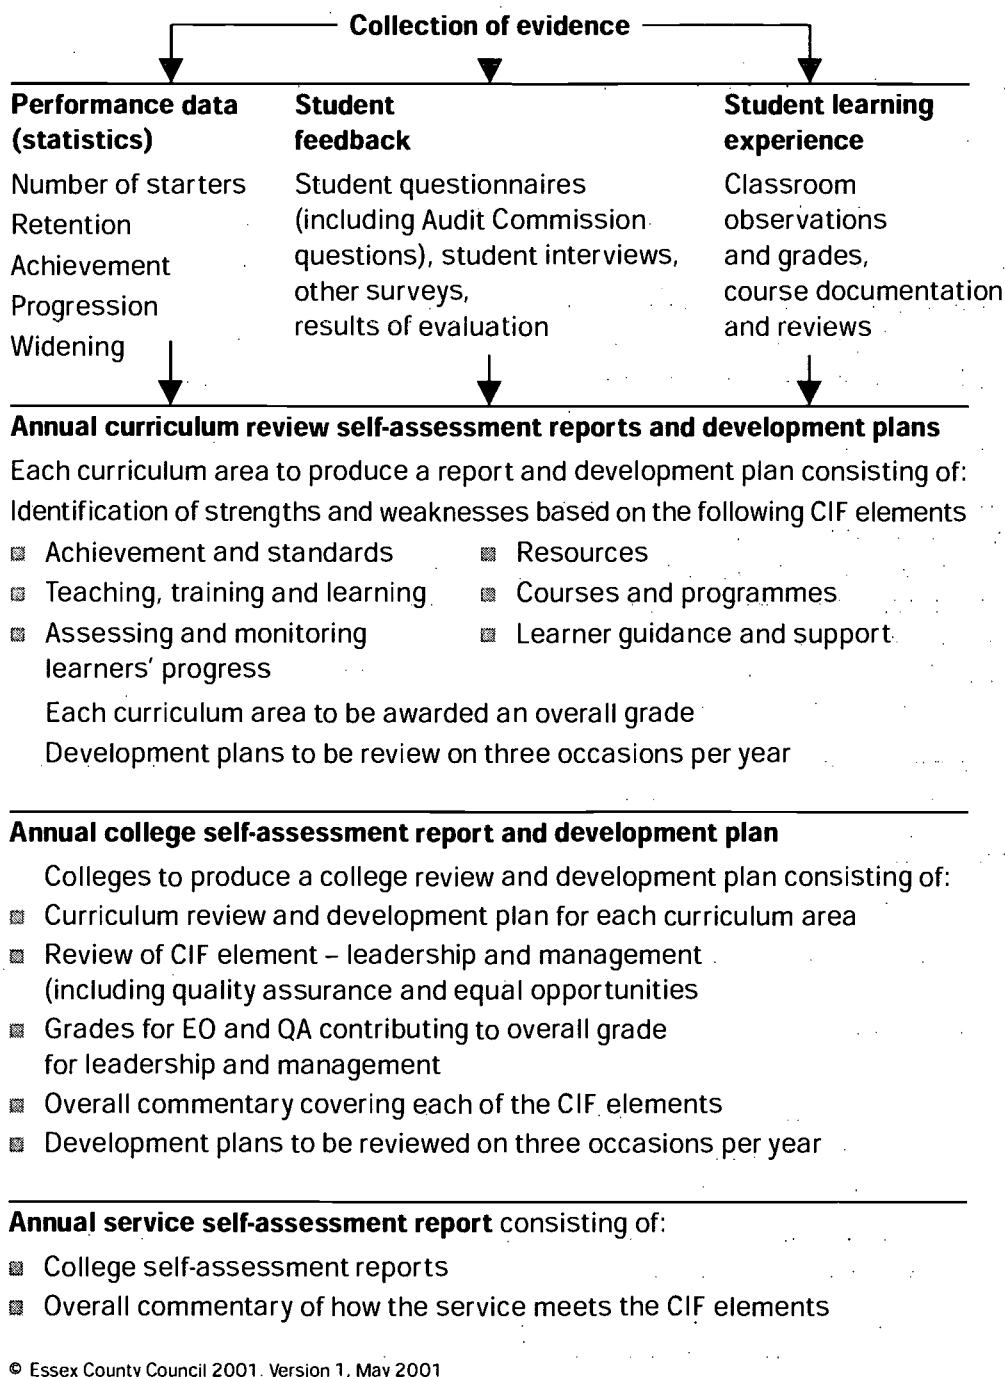 Collection of evidence
Performance data
(statistics)
Number of starters
Retention
Achievement
Progression
Widening
Student
feedback
Student questionnaires
(including Audit Commission
questions), student interviews,
other surveys,
results of evaluation
Student learning
experience
Classroom
observations
and grades,
course documentation
and reviews
Annual curriculum review self-assessment reports and development plans
Each curriculum area to produce a report and development plan consisting of:
Identification of strengths and weaknesses based on the following CIF elements
Achievement and standards
Teaching, training and learning
Assessing and monitoring
learners' progress
Resources
Courses and programmes
Learner guidance and support
Each curriculum area to be awarded an overall grade
Development plans to be review on three occasions per year
Annual college self-assessment report and development plan
Colleges to produce a college review and development plan consisting of:
Curriculum review and development plan for each curriculum area
Review of CIF element – leadership and management
(including quality assurance and equal opportunities
Grades for EO and QA contributing to overall grade
for leadership and management
Overall commentary covering each of the CIF elements
Development plans to be reviewed on three occasions per year
Annual service self-assessment report consisting of:
College self-assessment reports
Overall commentary of how the service meets the CIF elements
© Essex County Council 2001. Version 1, May 2001